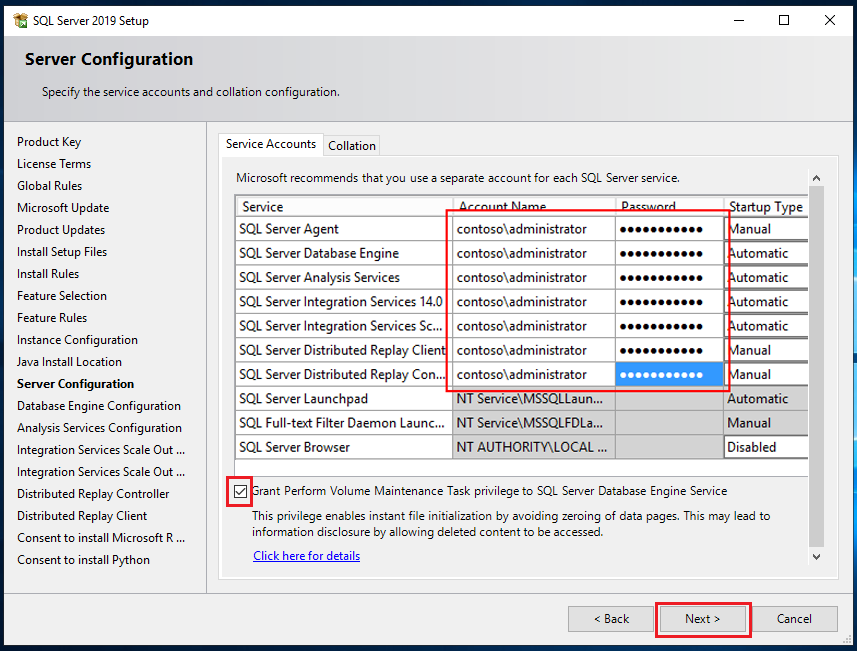 SQL Server 2019 Setup
Server Configuration
Specify the service accounts and collation configuration.
Product Key
License Terms
Global Rules
Microsoft Update
Product Updates
Install Setup Files
Install Rules
Feature Selection
Feature Rules
Instance Configuration
Java Install Location
Server Configuration
Database Engine Configuration
Analysis Services Configuration
Integration Services Scale Out ...
Integration Services Scale Out ...
Distributed Replay Controller
Distributed Replay Client
Consent to install Microsoft R ...
Consent to install Python
Service Accounts Collation
Microsoft recommends that you use a separate account for each SQL Server service.
Service Account Name Password Startup Type
SQL Server Agent contoso\administrator ●●●●●●●●●●● Manual
SQL Server Database Engine contoso\administrator ●●●●●●●●●●● Automatic
SQL Server Analysis Services contoso\administrator ●●●●●●●●●●● Automatic
SQL Server Integration Services 14.0 contoso\administrator ●●●●●●●●●●● Automatic
SQL Server Integration Services Sc... contoso\administrator ●●●●●●●●●●● Automatic
SQL Server Distributed Replay Client contoso\administrator ●●●●●●●●●●● Manual
SQL Server Distributed Replay Con... contoso\administrator ●●●●●●●●●●● Manual
SQL Server Launchpad NT Service\MSSQLLaun... Automatic
SQL Full-text Filter Daemon Launc... NT Service\MSSQLFDLa... Manual
SQL Server Browser NT AUTHORITY\LOCAL ... Disabled
Grant Perform Volume Maintenance Task privilege to SQL Server Database Engine Service
This privilege enables instant file initialization by avoiding zeroing of data pages. This may lead to
information disclosure by allowing deleted content to be accessed.
Click here for details
< Back Next > Cancel